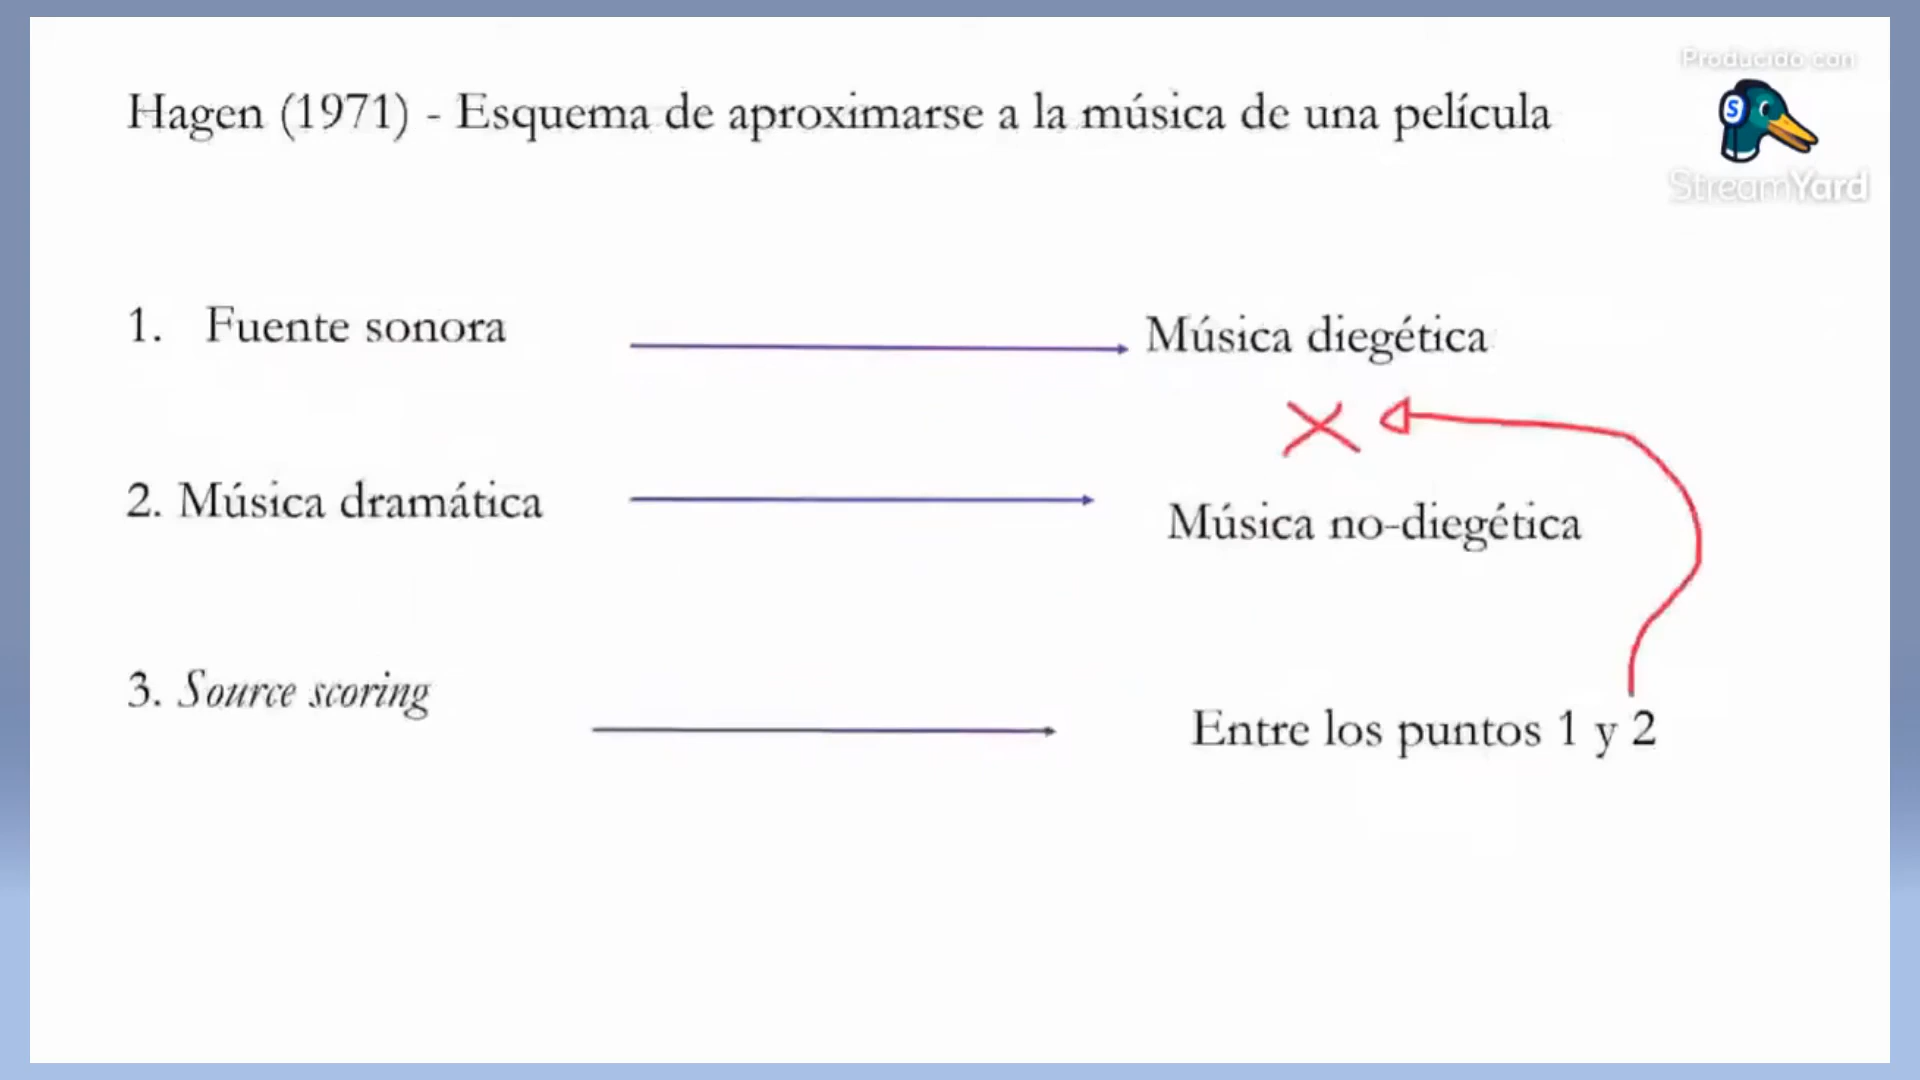 Producido con
S
StreamYard
Hagen (1971) - Esquema de aproximarse a la música de una película
1. Fuente sonora
Música diegética
2. Música dramática
Música no-diegética
3. Source scoring
Entre los puntos 1 y 2